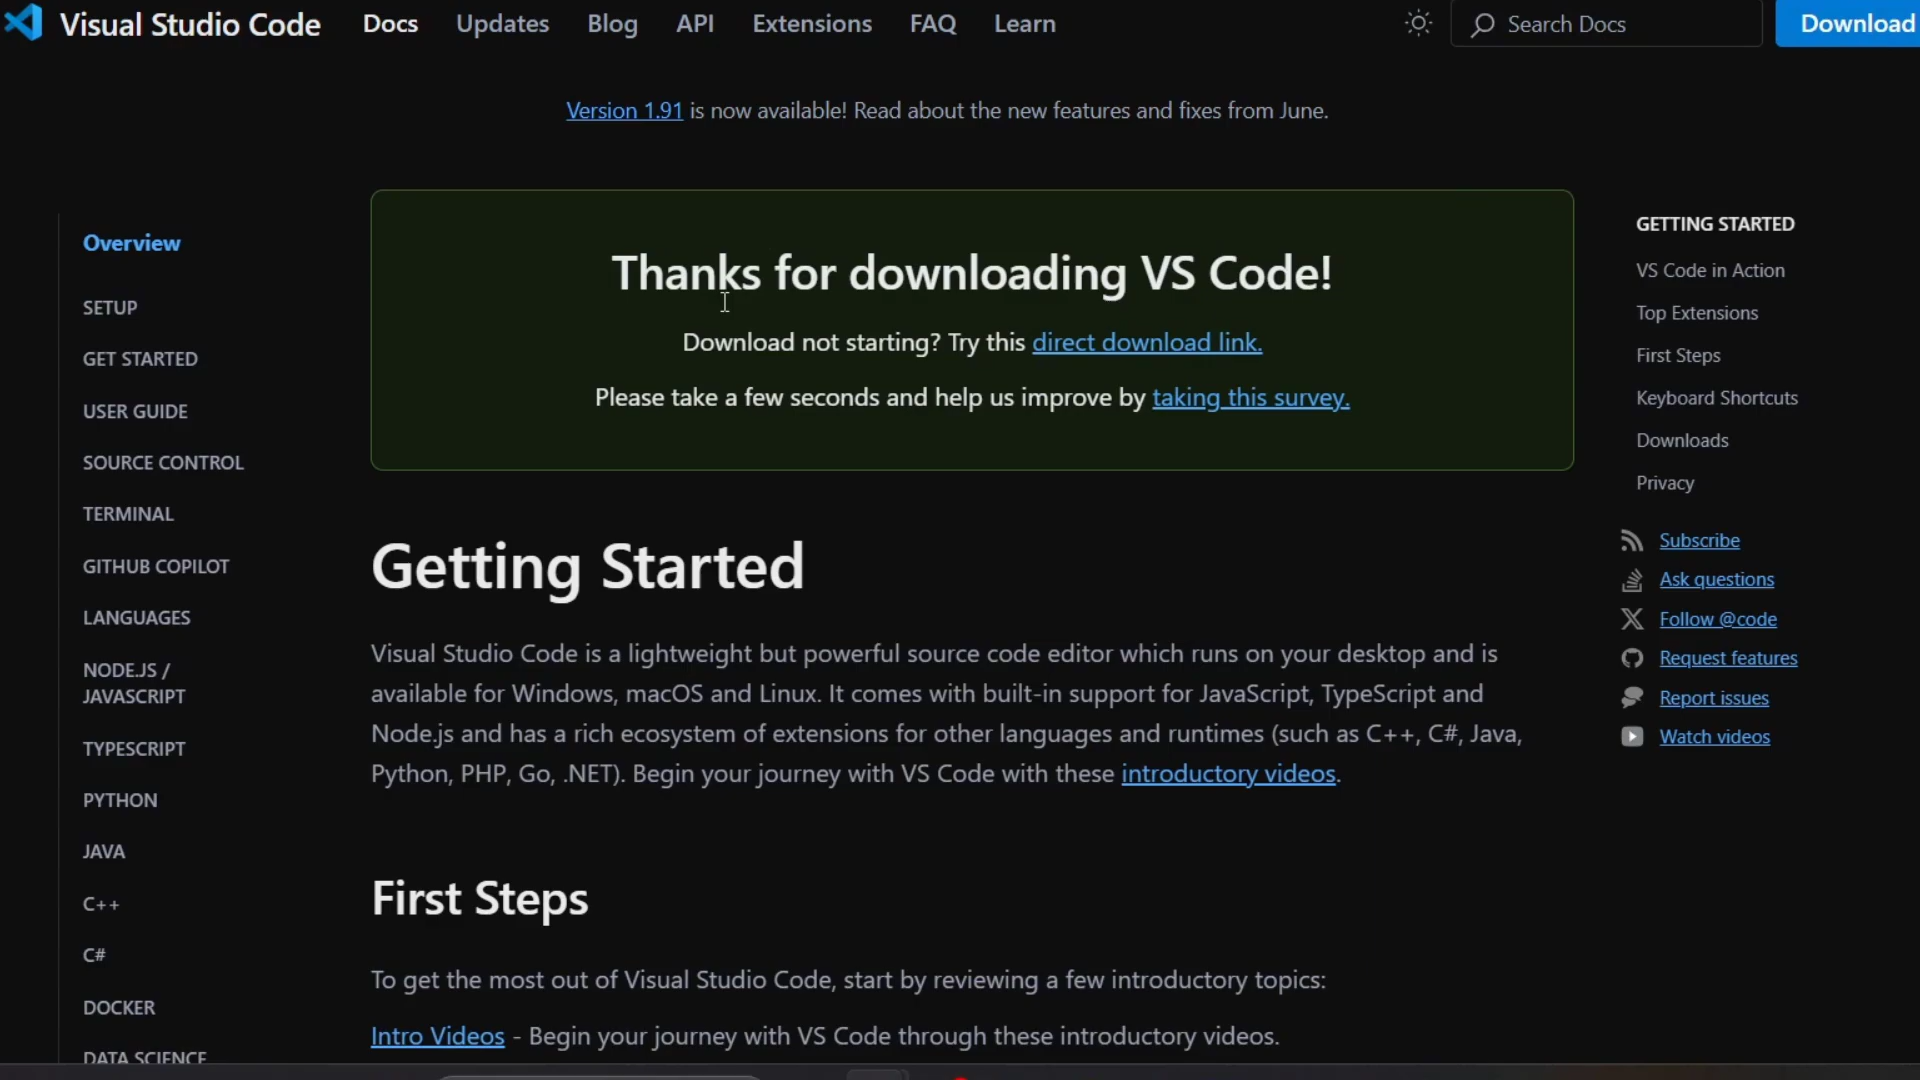 Visual Studio Code Docs Updates Blog API Extensions FAQ Learn Search Docs Download
Version 1.91 is now available! Read about the new features and fixes from June.
Overview
SETUP
GET STARTED
USER GUIDE
SOURCE CONTROL
TERMINAL
GITHUB COPILOT
LANGUAGES
NODE.JS /
JAVASCRIPT
TYPESCRIPT
PYTHON
JAVA
C++
C#
DOCKER
DATA SCIENCE
Thanks for downloading VS Code!
Download not starting? Try this direct download link.
Please take a few seconds and help us improve by taking this survey.
Getting Started
Visual Studio Code is a lightweight but powerful source code editor which runs on your desktop and is
available for Windows, macOS and Linux. It comes with built-in support for JavaScript, TypeScript and
Node.js and has a rich ecosystem of extensions for other languages and runtimes (such as C++, C#, Java,
Python, PHP, Go, .NET). Begin your journey with VS Code with these introductory videos.
First Steps
To get the most out of Visual Studio Code, start by reviewing a few introductory topics:
Intro Videos - Begin your journey with VS Code through these introductory videos.
GETTING STARTED
VS Code in Action
Top Extensions
First Steps
Keyboard Shortcuts
Downloads
Privacy
Subscribe
Ask questions
Follow @code
Request features
Report issues
Watch videos